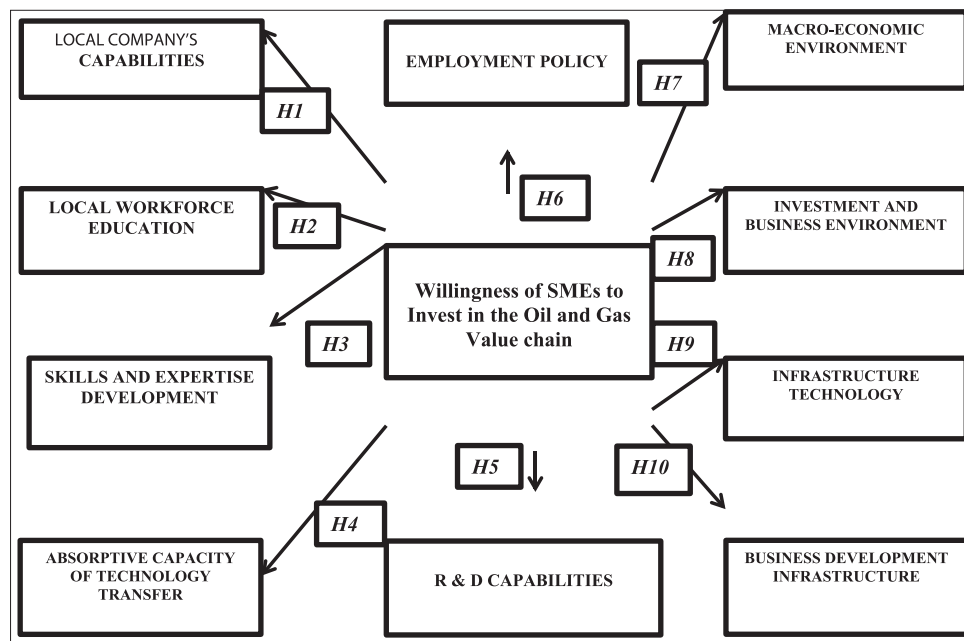 LOCAL COMPANY'S
CAPABILITIES
H1
EMPLOYMENT POLICY
H7
MACRO-ECONOMIC
ENVIRONMENT
LOCAL WORKFORCE
EDUCATION
H2
H6
INVESTMENT AND
BUSINESS ENVIRONMENT
H8
Willingness of SMEs to
Invest in the Oil and Gas
Value chain
H3
H9
SKILLS AND EXPERTISE
DEVELOPMENT
INFRASTRUCTURE
TECHNOLOGY
H5
H10
H4
ABSORPTIVE CAPACITY
OF TECHNOLOGY
TRANSFER
R & D CAPABILITIES
BUSINESS DEVELOPMENT
INFRASTRUCTURE